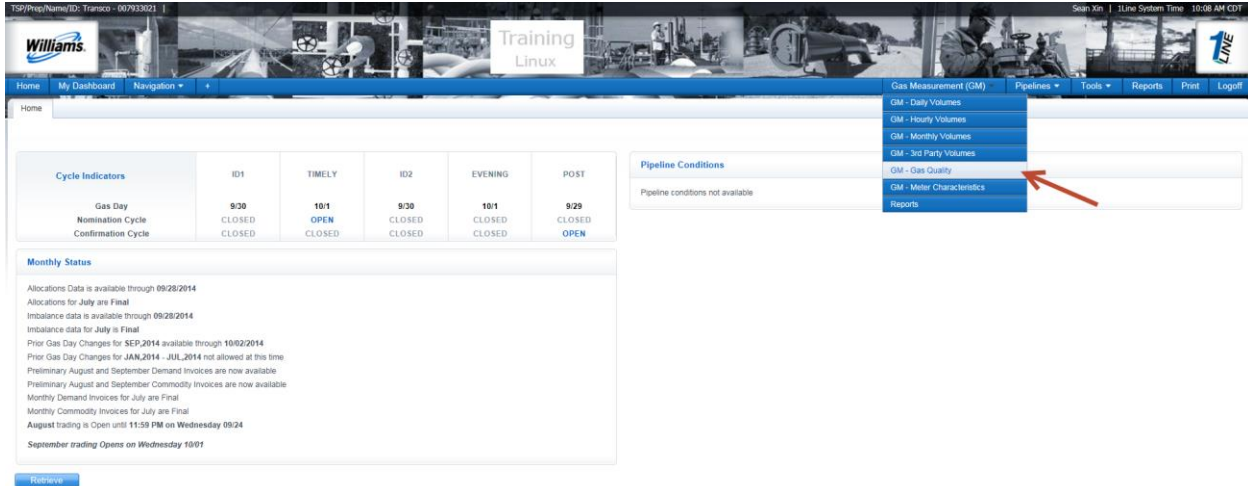 TSP/Prep/Name/ID: Transco - 007933021 |
Sean Xin | 1Line System Time 10:08 AM CDT
Williams.
Training
Linux
1LINE
Home My Dashboard Navigation +
Gas Measurement (GM) Pipelines Tools Reports Print Logoff
Home
GM - Daily Volumes
GM - Hourly Volumes
GM - Monthly Volumes
GM - 3rd Party Volumes
GM - Gas Quality
GM - Meter Characteristics
Reports
Cycle Indicators ID1 TIMELY ID2 EVENING POST
Gas Day 9/30 10/1 9/30 10/1 9/29
Nomination Cycle CLOSED OPEN CLOSED CLOSED CLOSED
Confirmation Cycle CLOSED CLOSED CLOSED CLOSED OPEN
Pipeline Conditions
Pipeline conditions not available
Monthly Status
Allocations Data is available through 09/28/2014
Allocations for July are Final
Imbalance data is available through 09/28/2014
Imbalance data for July is Final
Prior Gas Day Changes for SEP,2014 available through 10/02/2014
Prior Gas Day Changes for JAN,2014 - JUL,2014 not allowed at this time
Preliminary August and September Demand Invoices are now available
Preliminary August and September Commodity Invoices are now available
Monthly Demand Invoices for July are Final
Monthly Commodity Invoices for July are Final
August trading is Open until 11:59 PM on Wednesday 09/24
September trading Opens on Wednesday 10/01
Retrieve